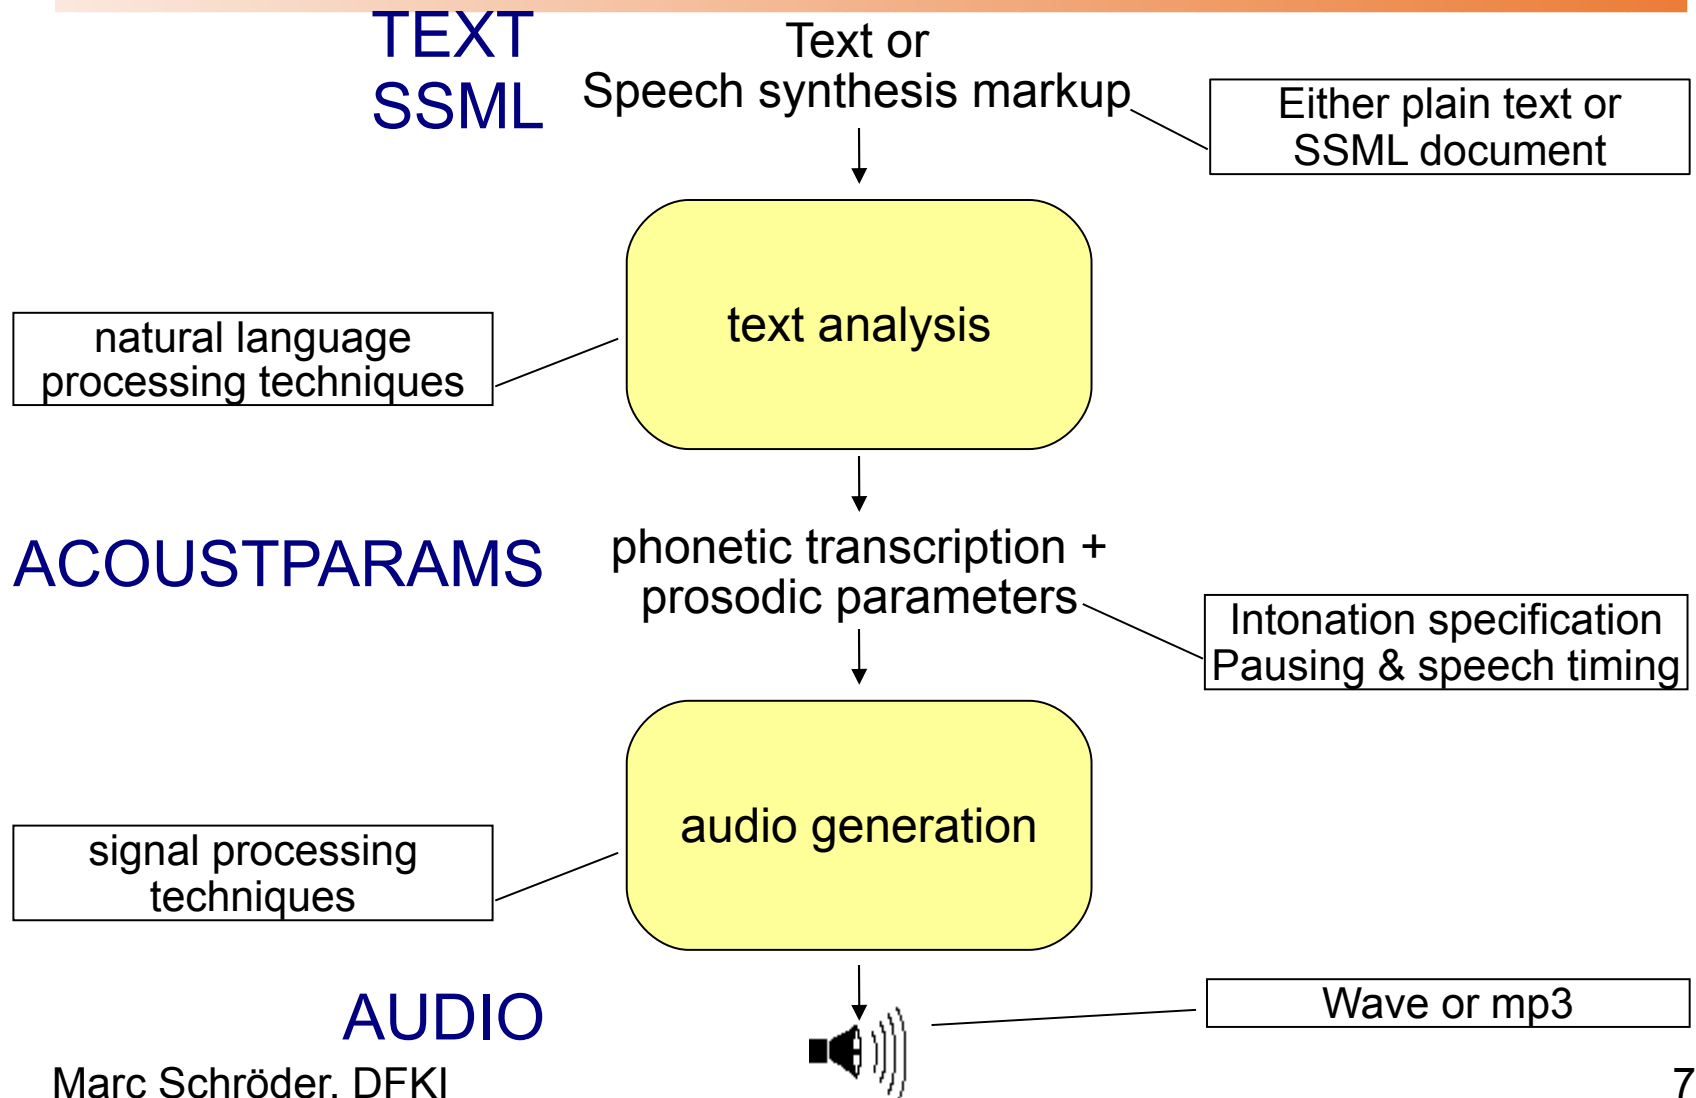 TEXT
SSML
Text or
Speech synthesis markup
Either plain text or
SSML document
text analysis
natural language
processing techniques
ACOUSTPARAMS
phonetic transcription +
prosodic parameters
Intonation specification
Pausing & speech timing
audio generation
signal processing
techniques
AUDIO
Wave or mp3
Marc Schröder, DFKI
7